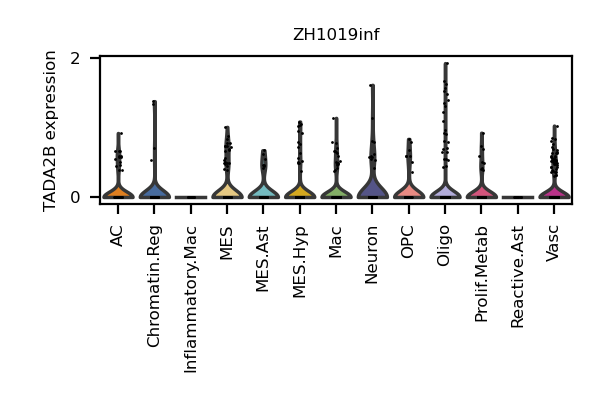 ZH1019inf
TADA2B expression
2
0
AC
Chromatin.Reg
Inflammatory.Mac
MES
MES.Ast
MES.Hyp
Mac
Neuron
OPC
Oligo
Prolif.Metab
Reactive.Ast
Vasc